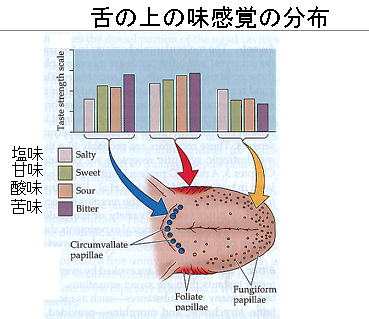 舌の上の味感覚の分布
Taste strength scale
塩味 Salty
甘味 Sweet
酸味 Sour
苦味 Bitter
Circumvallate
papillae
Foliate
papillae
Fungiform
papillae